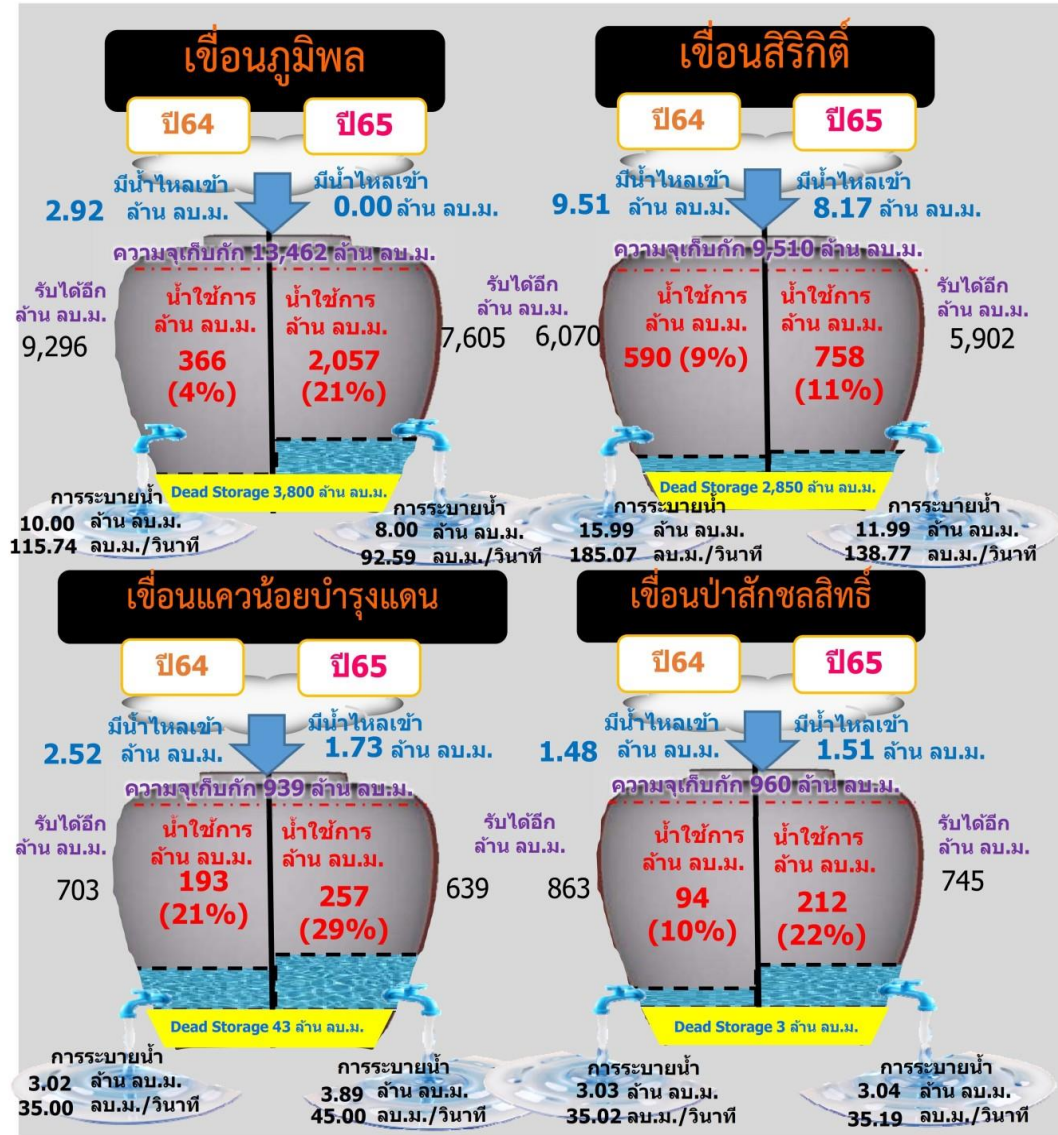 เขื่อนภูมิพล
ปี64
ปี65
มีน้ำไหลเข้า
2.92 ล้าน ลบ.ม.
มีน้ำไหลเข้า
0.00 ล้าน ลบ.ม.
ความจุเก็บกัก 13,462 ล้าน ลบ.ม.
รับได้อีก
ล้าน ลบ.ม.
9,296
น้ำใช้การ
ล้าน ลบ.ม.
366
(4%)
น้ำใช้การ
ล้าน ลบ.ม.
2,057
(21%)
รับได้อีก
ล้าน ลบ.ม.
7,605
Dead Storage 3,800 ล้าน ลบ.ม.
การระบายน้ำ
10.00 ล้าน ลบ.ม.
115.74 ลบ.ม./วินาที
การระบายน้ำ
8.00 ล้าน ลบ.ม.
92.59 ลบ.ม./วินาที
เขื่อนสิริกิติ์
ปี64
ปี65
มีน้ำไหลเข้า
9.51 ล้าน ลบ.ม.
มีน้ำไหลเข้า
8.17 ล้าน ลบ.ม.
ความจุเก็บกัก 9,510 ล้าน ลบ.ม.
6,070
น้ำใช้การ
ล้าน ลบ.ม.
590 (9%)
น้ำใช้การ
ล้าน ลบ.ม.
758
(11%)
รับได้อีก
ล้าน ลบ.ม.
5,902
Dead Storage 2,850 ล้าน ลบ.ม.
การระบายน้ำ
15.99 ล้าน ลบ.ม.
185.07 ลบ.ม./วินาที
การระบายน้ำ
11.99 ล้าน ลบ.ม.
138.77 ลบ.ม./วินาที
เขื่อนแควน้อยบำรุงแดน
ปี64
ปี65
มีน้ำไหลเข้า
2.52 ล้าน ลบ.ม.
มีน้ำไหลเข้า
1.73 ล้าน ลบ.ม.
ความจุเก็บกัก 939 ล้าน ลบ.ม.
รับได้อีก
ล้าน ลบ.ม.
703
น้ำใช้การ
ล้าน ลบ.ม.
193
(21%)
น้ำใช้การ
ล้าน ลบ.ม.
257
(29%)
รับได้อีก
ล้าน ลบ.ม.
639
Dead Storage 43 ล้าน ลบ.ม.
การระบายน้ำ
3.02 ล้าน ลบ.ม.
35.00 ลบ.ม./วินาที
การระบายน้ำ
3.89 ล้าน ลบ.ม.
45.00 ลบ.ม./วินาที
เขื่อนป่าสักชลสิทธิ์
ปี64
ปี65
มีน้ำไหลเข้า
1.48 ล้าน ลบ.ม.
มีน้ำไหลเข้า
1.51 ล้าน ลบ.ม.
ความจุเก็บกัก 960 ล้าน ลบ.ม.
863
น้ำใช้การ
ล้าน ลบ.ม.
94
(10%)
น้ำใช้การ
ล้าน ลบ.ม.
212
(22%)
รับได้อีก
ล้าน ลบ.ม.
745
Dead Storage 3 ล้าน ลบ.ม.
การระบายน้ำ
3.03 ล้าน ลบ.ม.
35.02 ลบ.ม./วินาที
การระบายน้ำ
3.04 ล้าน ลบ.ม.
35.19 ลบ.ม./วินาที